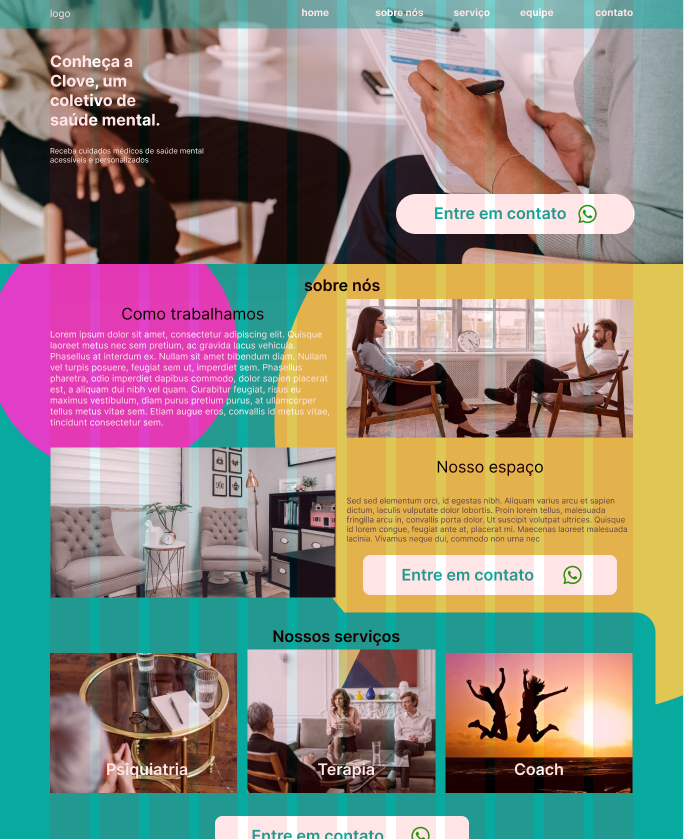 logo
home sobre nós serviço equipe contato
Conheça a
Clove, um
coletivo de
saúde mental.
Receba cuidados médicos de saúde mental
acessíveis e personalizados
Entre em contato
sobre nós
Como trabalhamos
Lorem ipsum dolor sit amet, consectetur adipiscing elit. Quisque
laoreet metus nec sem pretium, ac gravida lacus vehicula.
Phasellus at interdum ex. Nullam sit amet bibendum diam. Nullam
vel turpis posuere, feugiat sem ut, imperdiet sem. Phasellus
pharetra, odio imperdiet dapibus commodo, dolor sapien placerat
est, a aliquam dui nibh vel quam. Curabitur feugiat, risus eu
maximus vestibulum, diam purus pretium purus, at ullamcorper
tellus metus vitae sem. Etiam augue eros, convallis id metus vitae,
tincidunt consectetur sem.
Nosso espaço
Sed sed elementum orci, id egestas nibh. Aliquam varius arcu et sapien
dictum, iaculis vulputate dolor lobortis. Proin lorem tellus, malesuada
fringilla arcu in, convallis porta dolor. Ut suscipit volutpat ultrices. Quisque
id lorem congue, feugiat ante at, placerat mi. Maecenas laoreet malesuada
lacinia. Vivamus neque dui, commodo non urna nec
Entre em contato
Nossos serviços
Psiquiatria
Terapia
Coach
Entre em contato